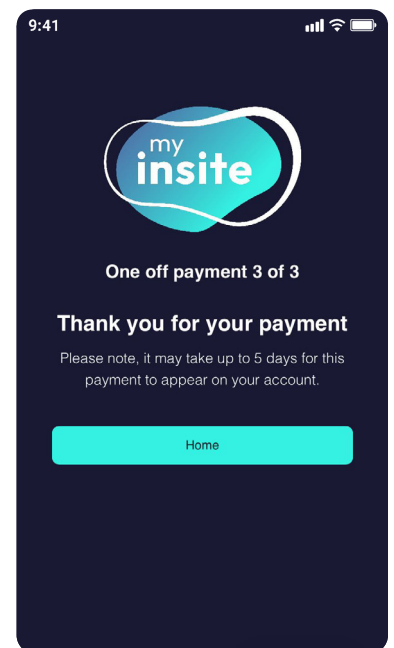 9:41
my
insite
One off payment 3 of 3
Thank you for your payment
Please note, it may take up to 5 days for this
payment to appear on your account.
Home